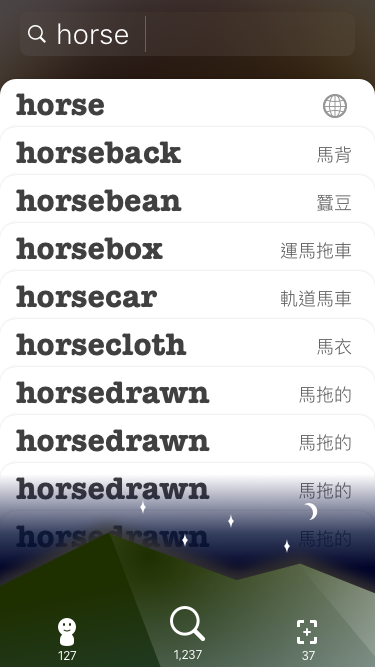 horse
horse
horseback 馬背
horsebean 蠶豆
horsebox 運馬拖車
horsecar 軌道馬車
horsecloth 馬衣
horsedrawn 馬拖的
horsedrawn 馬拖的
horsedrawn 馬拖的
horsedrawn 馬拖的
127 1,237 37